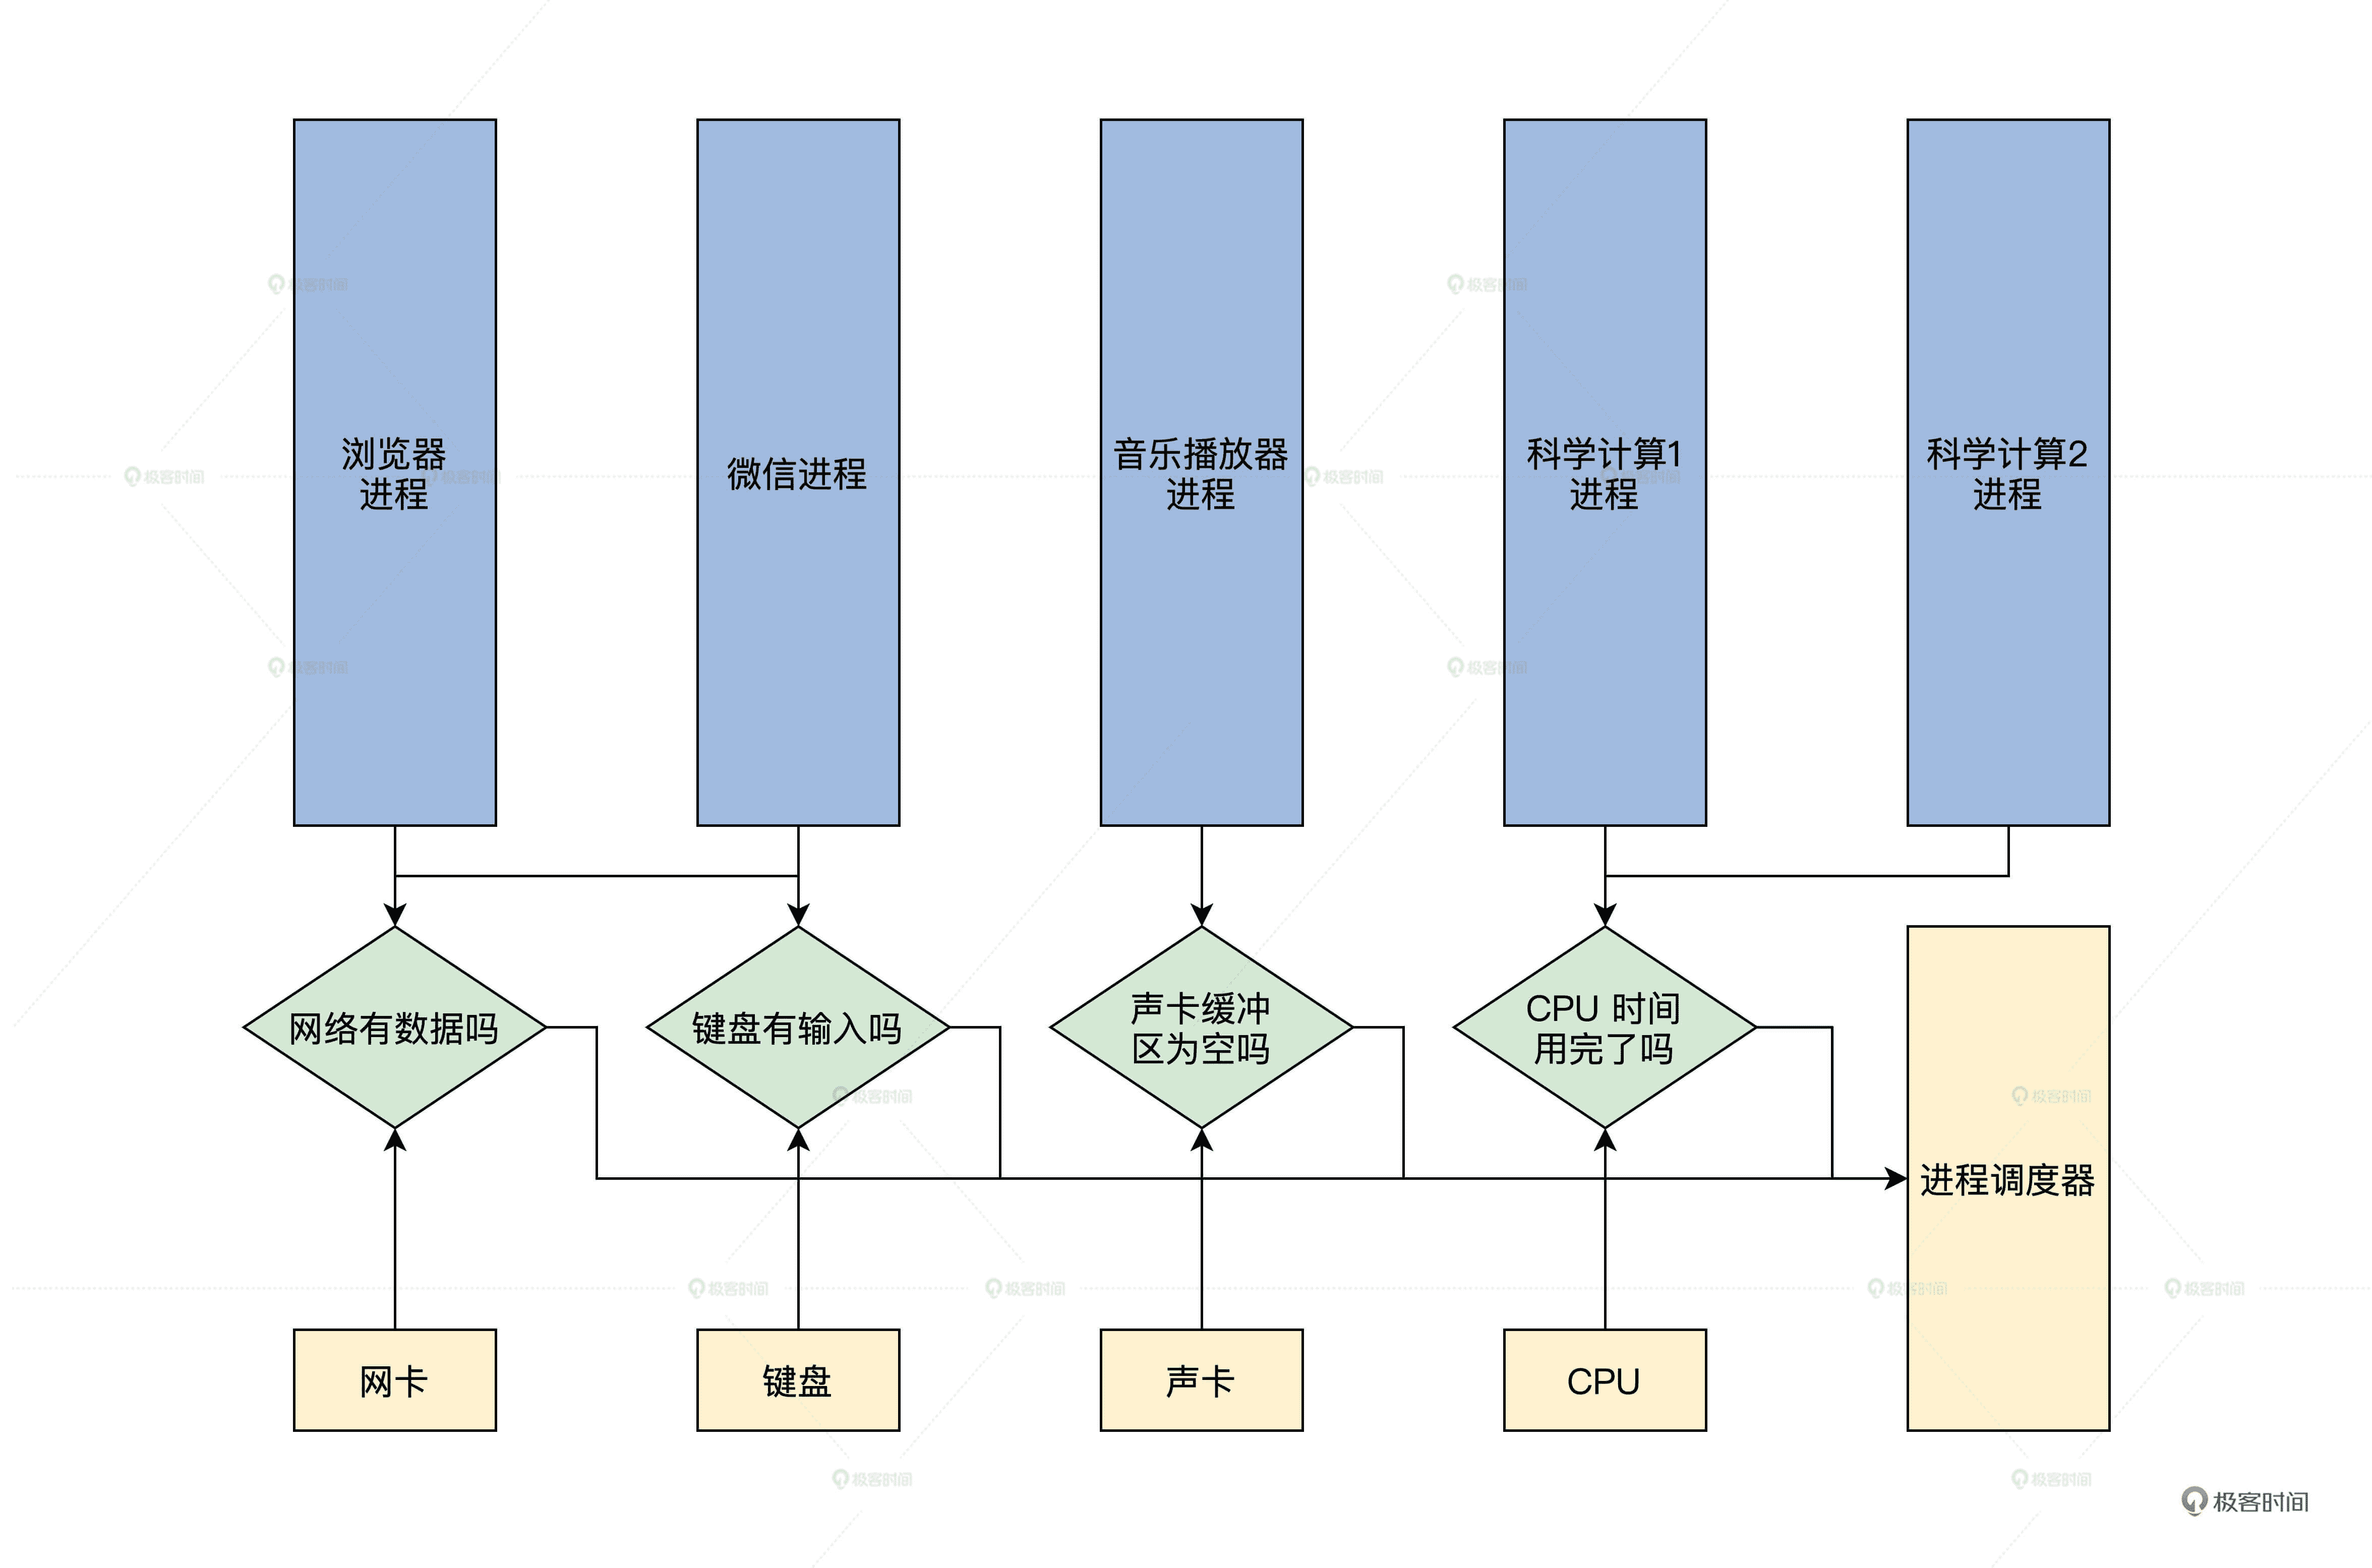 浏览器
进程
微信进程
音乐播放器
进程
科学计算1
进程
科学计算2
进程
网络有数据吗
键盘有输入吗
声卡缓冲
区为空吗
CPU 时间
用完了吗
进程调度器
网卡
键盘
声卡
CPU
极客时间